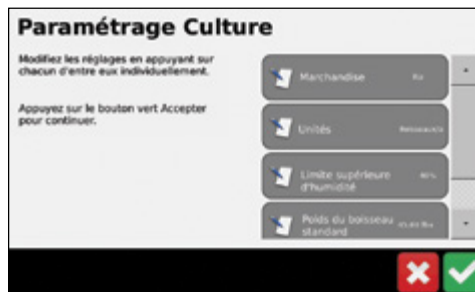 Paramétrage Culture
Modifiez les réglages en appuyant sur
chacun d'entre eux individuellement.
Appuyez sur le bouton vert Accepter
pour continuer.
Marchandise
Unités
Limite supérieure
d'humidité
Poids du boisseau
standard